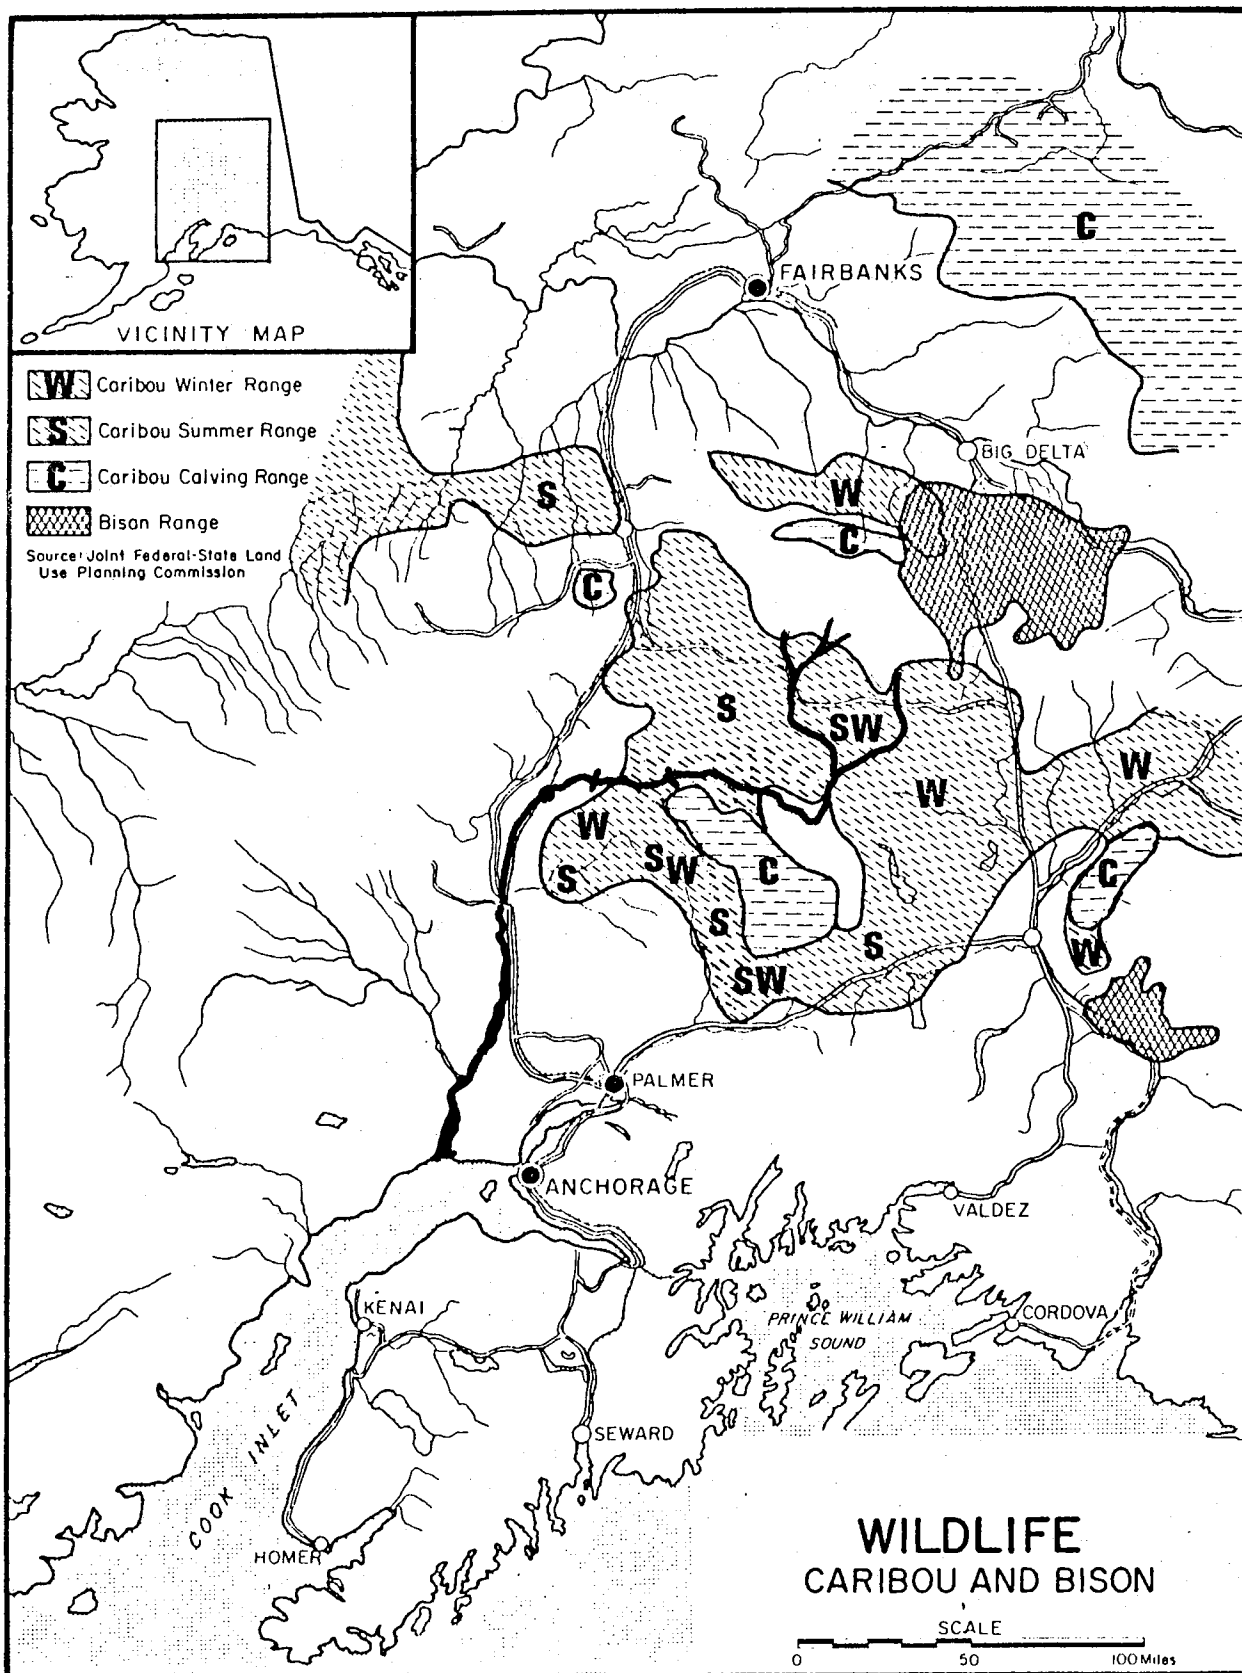 VICINITY MAP
W Caribou Winter Range
S Caribou Summer Range
C Caribou Calving Range
Bison Range
Source: Joint Federal-State Land
Use Planning Commission
C
FAIRBANKS
BIG DELTA
S
W
C
C
S
SW
W
W
W
S
SW
C
S
S
SW
C
W
PALMER
ANCHORAGE
VALDEZ
KENAI
PRINCE WILLIAM
SOUND
CORDOVA
COOK INLET
SEWARD
HOMER
WILDLIFE
CARIBOU AND BISON
SCALE
0 50 100 Miles